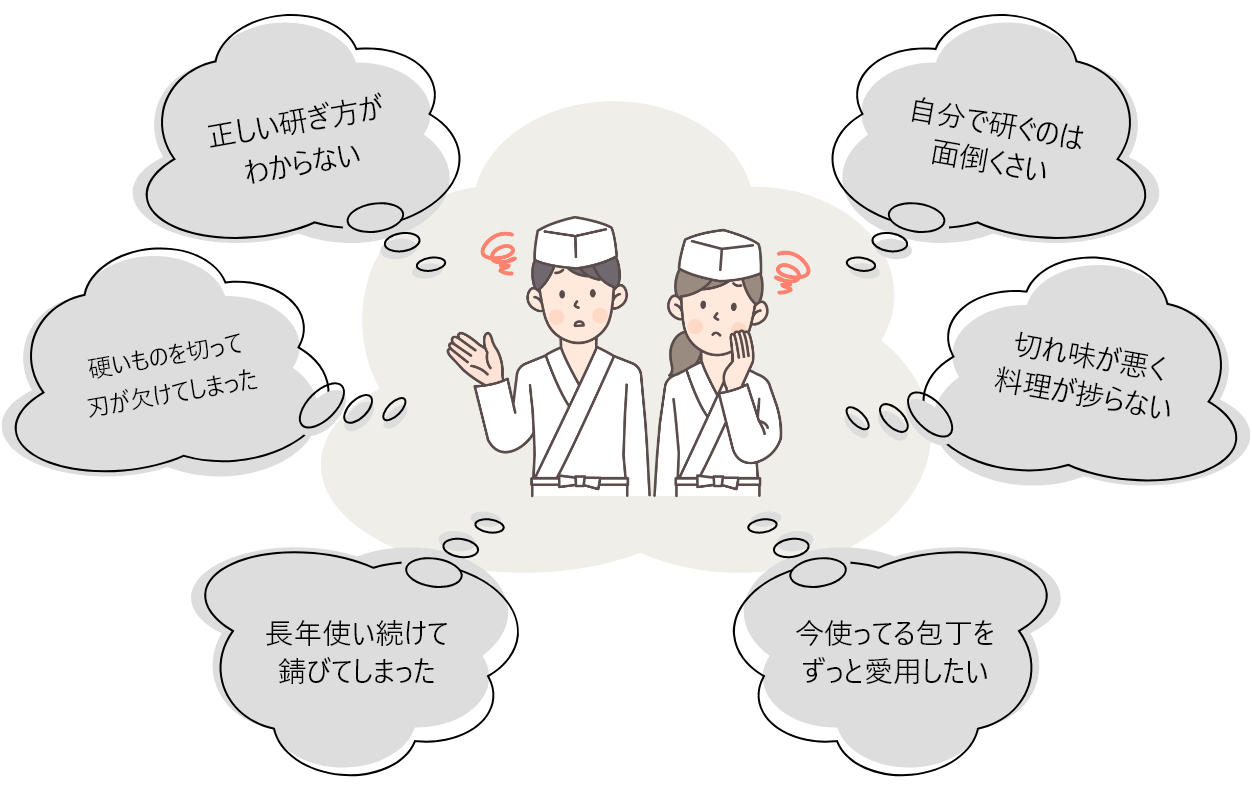 正しい研ぎ方が
わからない
自分で研ぐのは
面倒くさい
硬いものを切って
刃が欠けてしまった
切れ味が悪く
料理が捗らない
長年使い続けて
錆びてしまった
今使ってる包丁を
ずっと愛用したい